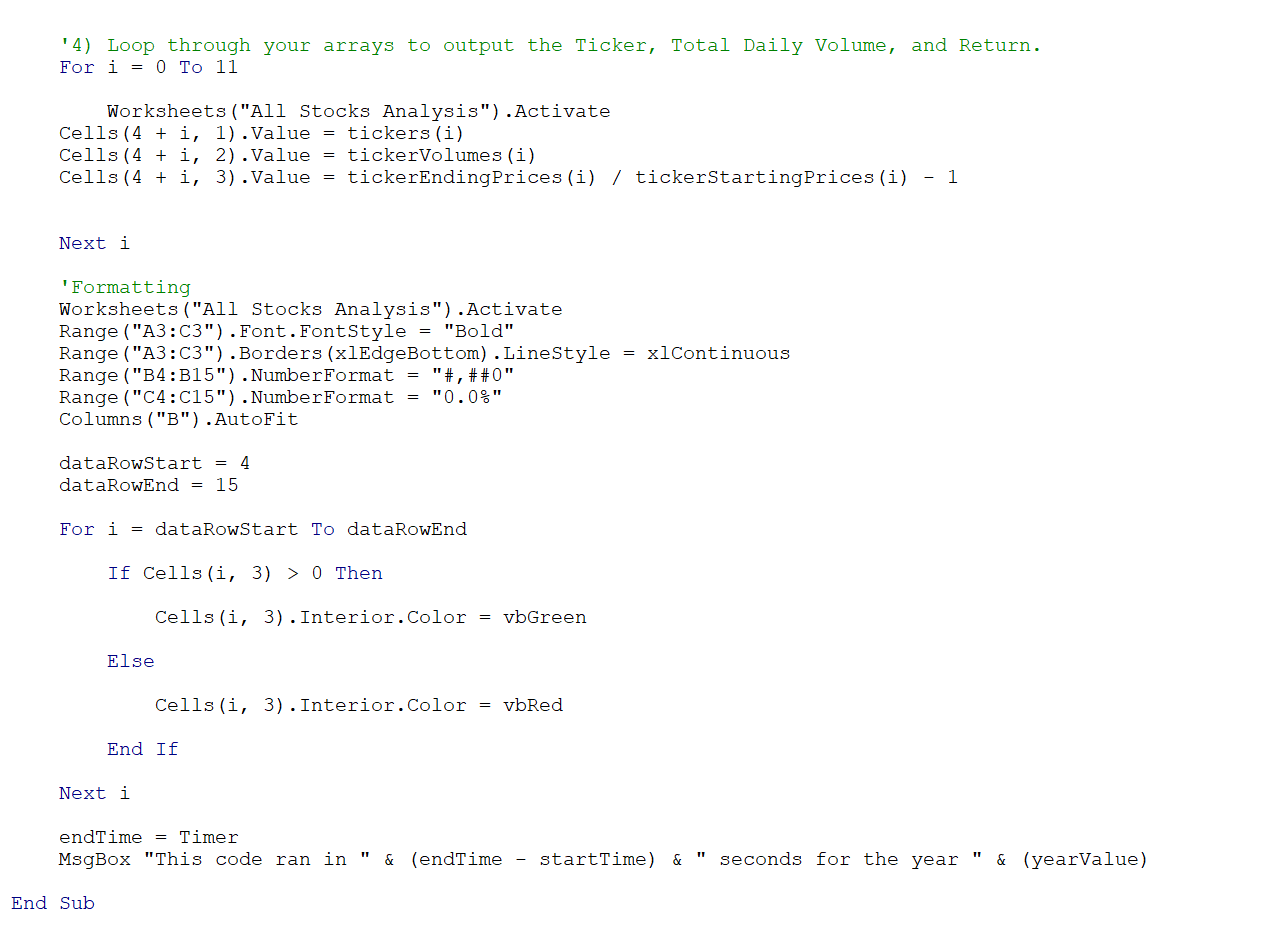 '4) Loop through your arrays to output the Ticker, Total Daily Volume, and Return.
For i = 0 To 11
Worksheets("All Stocks Analysis").Activate
Cells(4 + i, 1).Value = tickers(i)
Cells(4 + i, 2).Value = tickerVolumes(i)
Cells(4 + i, 3).Value = tickerEndingPrices(i) / tickerStartingPrices(i) - 1
Next i
'Formatting
Worksheets("All Stocks Analysis").Activate
Range("A3:C3").Font.FontStyle = "Bold"
Range("A3:C3").Borders(xlEdgeBottom).LineStyle = xlContinuous
Range("B4:B15").NumberFormat = "#,##0"
Range("C4:C15").NumberFormat = "0.0%"
Columns("B").AutoFit
dataRowStart = 4
dataRowEnd = 15
For i = dataRowStart To dataRowEnd
If Cells(i, 3) > 0 Then
Cells(i, 3).Interior.Color = vbGreen
Else
Cells(i, 3).Interior.Color = vbRed
End If
Next i
endTime = Timer
MsgBox "This code ran in " & (endTime - startTime) & " seconds for the year " & (yearValue)
End Sub